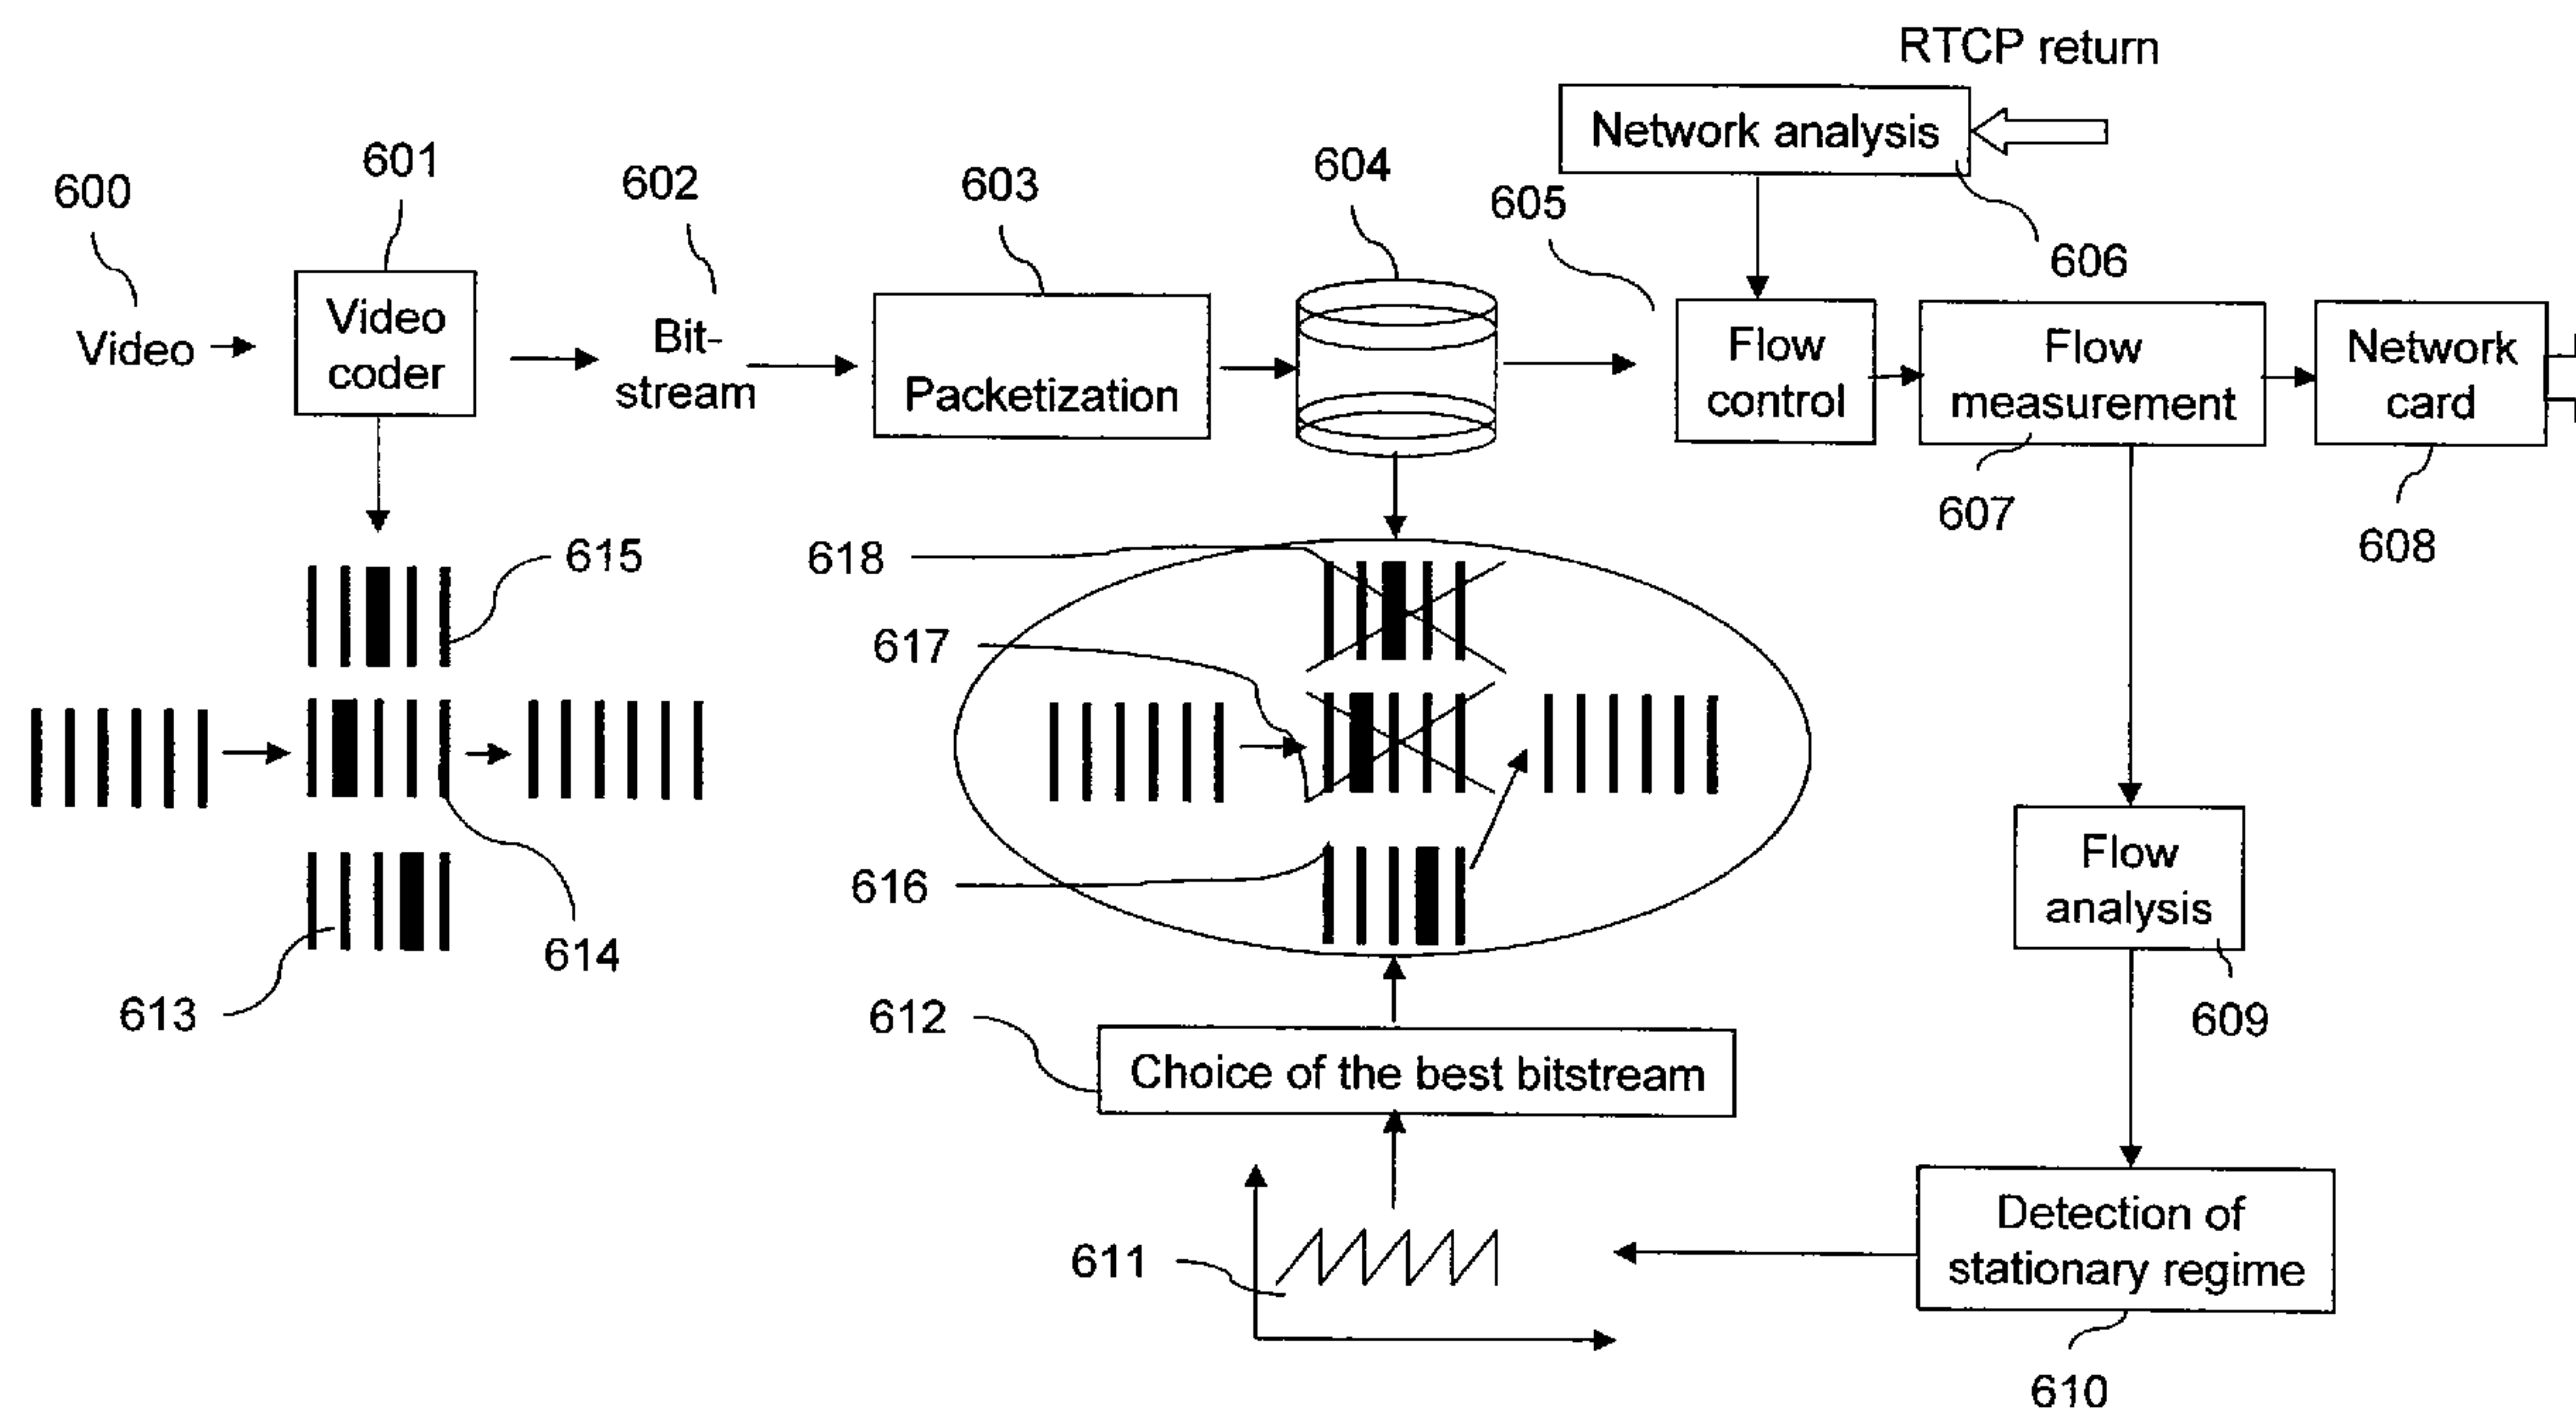 RTCP return
Network analysis
600
601
602
603
604
605
606
Video
Video
coder
Bit-
stream
Packetization
Flow
control
Flow
measurement
Network
card
607
608
615
618
617
616
614
613
Flow
analysis
609
612
Choice of the best bitstream
611
Detection of
stationary regime
610